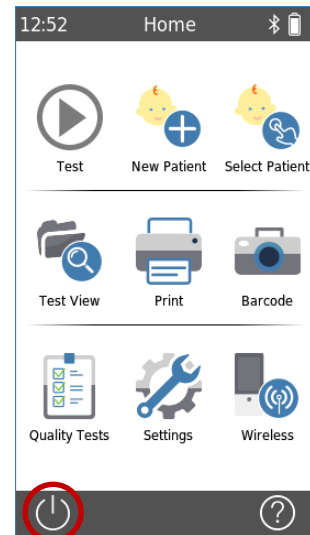 12:52 Home
Test New Patient Select Patient
Test View Print Barcode
Quality Tests Settings Wireless
?